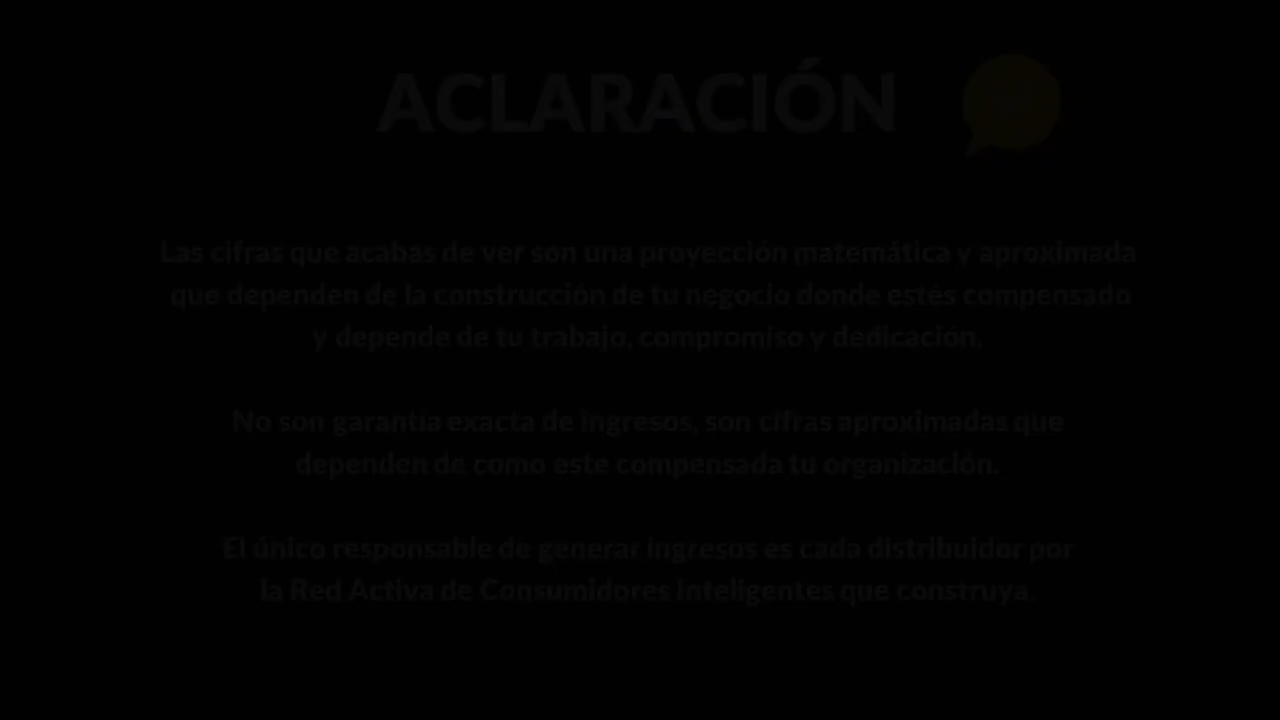 ACLARACIÓN
Las cifras que acabas de ver son una proyección matemática y aproximada
que dependen de la construcción de tu negocio donde estés compensado
y depende de tu trabajo, compromiso y dedicación.
No son garantía exacta de ingresos, son cifras aproximadas que
dependen de como este compensada tu organización.
El único responsable de generar ingresos es cada distribuidor por
la Red Activa de Consumidores Inteligentes que construya.